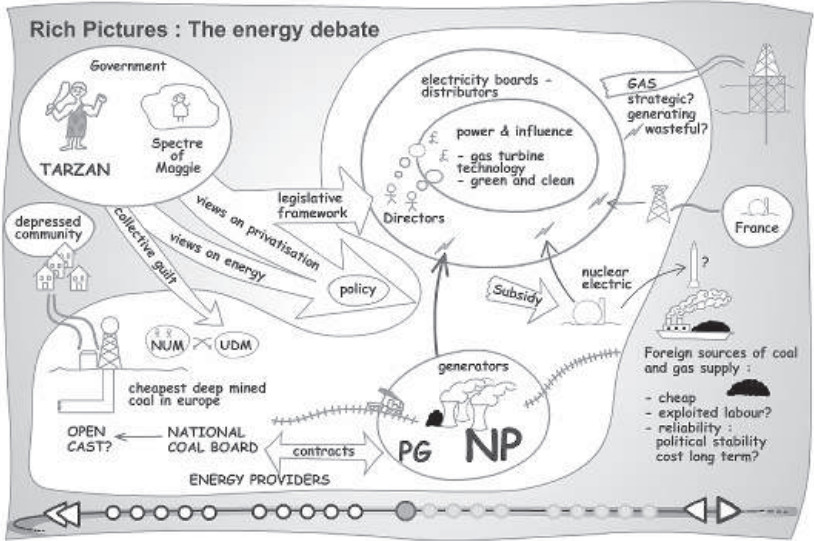 Rich Pictures : The energy debate
Government
TARZAN
Spectre
of
Maggie
electricity boards -
distributors
power & influence
£
£ - gas turbine
technology
- green and clean
Directors
GAS
strategic?
generating
wasteful?
legislative
framework
views on privatisation
views on energy
collective guilt
policy
depressed
community
France
nuclear
electric
?
Subsidy
NUM
UDM
cheapest deep mined
coal in europe
OPEN
CAST?
NATIONAL
COAL BOARD
contracts
ENERGY PROVIDERS
generators
PG
NP
Foreign sources of coal
and gas supply :
- cheap
- exploited labour?
- reliability :
political stability
cost long term?